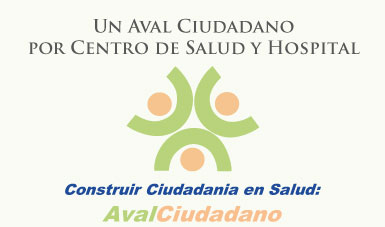 Un Aval Ciudadano
por Centro de Salud y Hospital
Construir Ciudadania en Salud:
AvalCiudadano